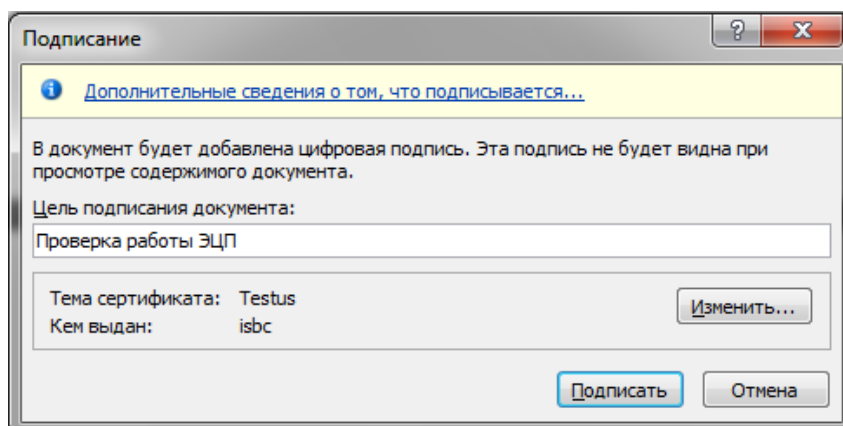 Подписание
?
X
Дополнительные сведения о том, что подписывается...
В документ будет добавлена цифровая подпись. Эта подпись не будет видна при
просмотре содержимого документа.
Цель подписания документа:
Проверка работы ЭЦП
Тема сертификата: Testus
Изменить...
Кем выдан: isbc
Подписать Отмена